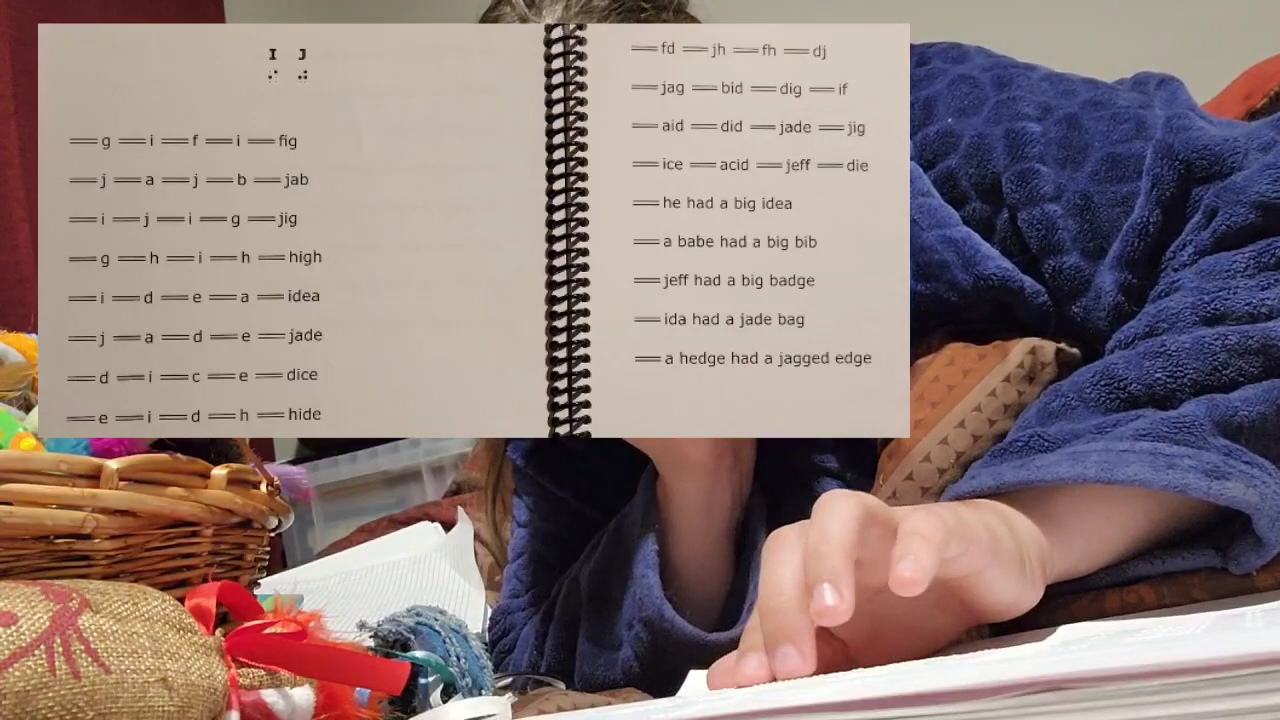 I J
⠊ ⠚
══ g ══ i ══ f ══ i ══ fig
══ j ══ a ══ j ══ b ══ jab
══ i ══ j ══ i ══ g ══ jig
══ g ══ h ══ i ══ h ══ high
══ i ══ d ══ e ══ a ══ idea
══ j ══ a ══ d ══ e ══ jade
══ d ══ i ══ c ══ e ══ dice
══ e ══ i ══ d ══ h ══ hide
══ fd ══ jh ══ fh ══ dj
══ jag ══ bid ══ dig ══ if
══ aid ══ did ══ jade ══ jig
══ ice ══ acid ══ jeff ══ die
══ he had a big idea
══ a babe had a big bib
══ jeff had a big badge
══ ida had a jade bag
══ a hedge had a jagged edge